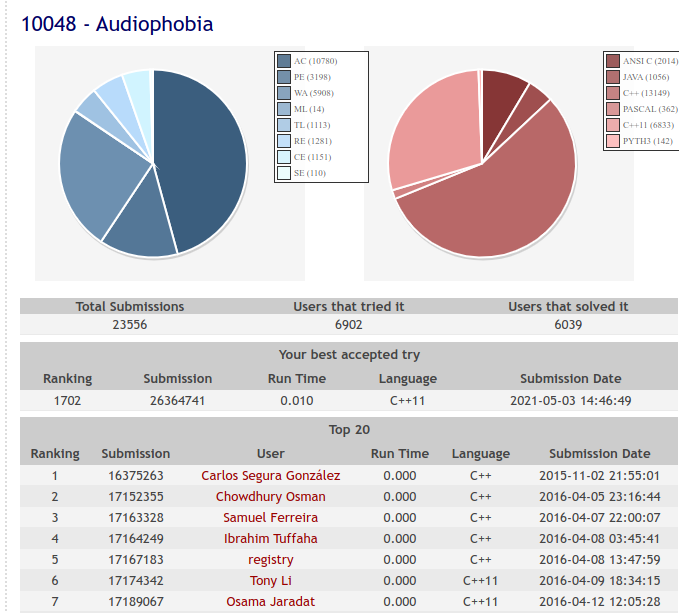 10048 - Audiophobia
AC (10780)
PE (3198)
WA (5908)
ML (14)
TL (1113)
RE (1281)
CE (1151)
SE (110)
ANSI C (2014)
JAVA (1056)
C++ (13149)
PASCAL (362)
C++11 (6833)
PYTH3 (142)
Total Submissions Users that tried it Users that solved it
23556 6902 6039
Your best accepted try
Ranking Submission Run Time Language Submission Date
1702 26364741 0.010 C++11 2021-05-03 14:46:49
Top 20
Ranking Submission User Run Time Language Submission Date
1 16375263 Carlos Segura González 0.000 C++ 2015-11-02 21:55:01
2 17152355 Chowdhury Osman 0.000 C++ 2016-04-05 23:16:44
3 17163328 Samuel Ferreira 0.000 C++ 2016-04-07 22:00:07
4 17164249 Ibrahim Tuffaha 0.000 C++ 2016-04-08 03:45:41
5 17167183 registry 0.000 C++ 2016-04-08 13:47:59
6 17174342 Tony Li 0.000 C++11 2016-04-09 18:34:15
7 17189067 Osama Jaradat 0.000 C++11 2016-04-12 12:05:28